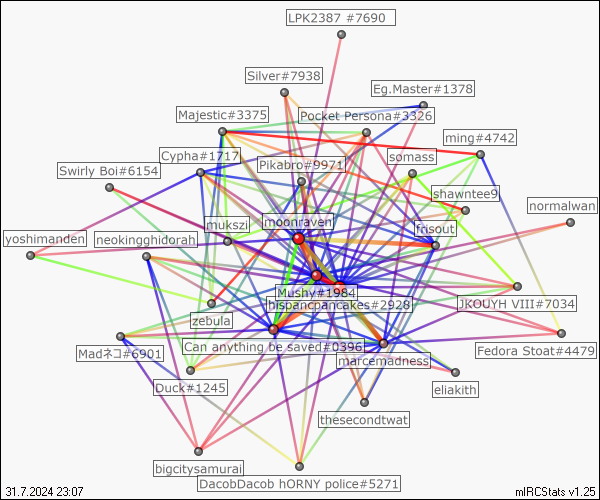 LPK2387 #7690
Silver#7938
Eg.Master#1378
Majestic#3375
Pocket Persona#3326
ming#4742
Cypha#1717
somass
Pikabro#9971
Swirly Boi#6154
shawntee9
normalwan
moonraven
mukszi
frisout
yoshimanden
neokingghidorah
Mushy#1984
hispancpancakes#2928
JKOUYH VIII#7034
zebula
Can anything be saved#0396
Madネコ#6901
marcemadness
Fedora Stoat#4479
Duck#1245
eliakith
thesecondtwat
bigcitysamurai
DacobDacob hORNY police#5271
31.7.2024 23:07
mIRCStats v1.25